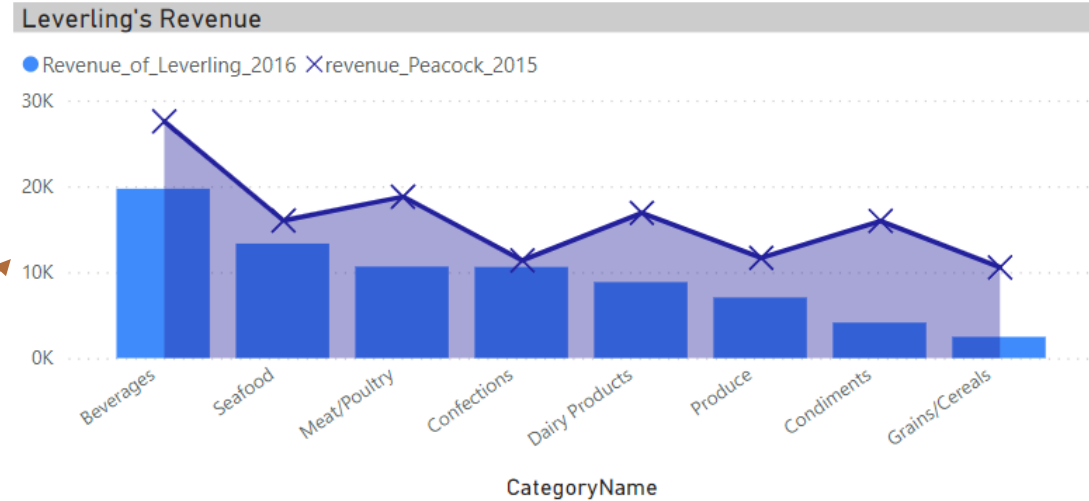 Leverling's Revenue
Revenue_of_Leverling_2016 revenue_Peacock_2015
30K
20K
10K
0K
Beverages
Seafood
Meat/Poultry
Confections
Dairy Products
Produce
Condiments
Grains/Cereals
CategoryName